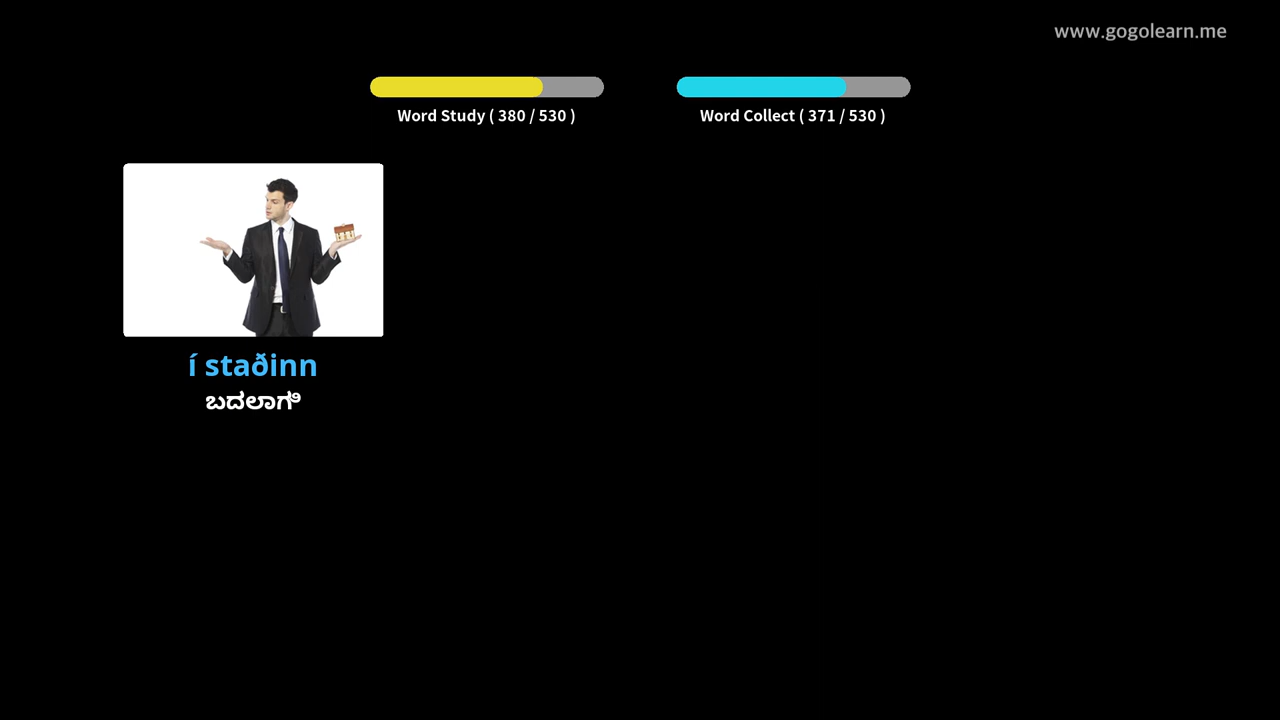 www.gogolearn.me
Word Study ( 380 / 530 )
Word Collect ( 371 / 530 )
í staðinn
ಬದಲಾಗಿ